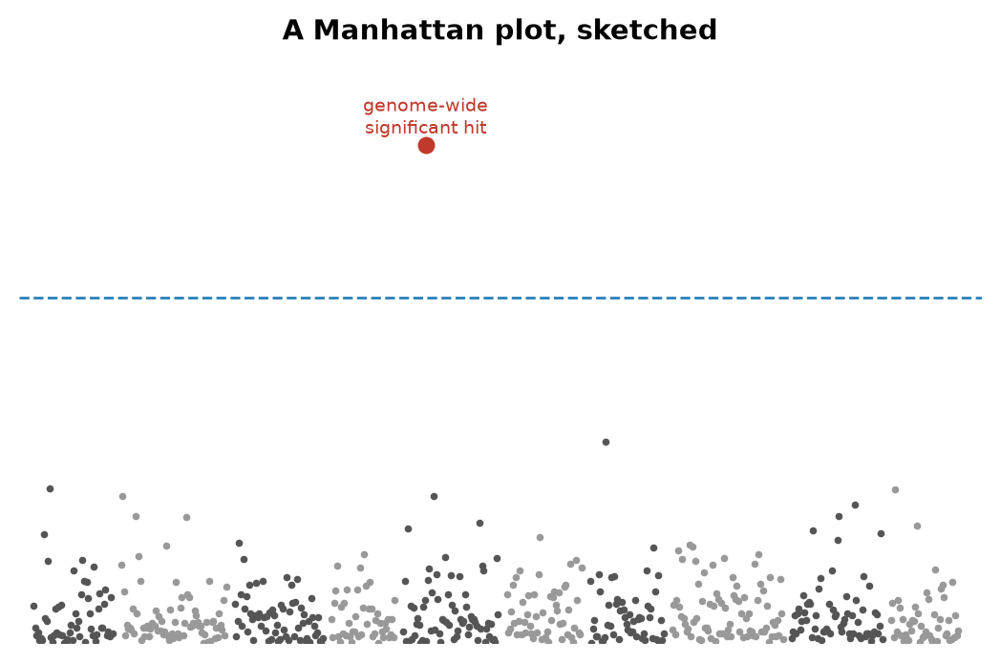 A Manhattan plot, sketched
genome-wide
significant hit